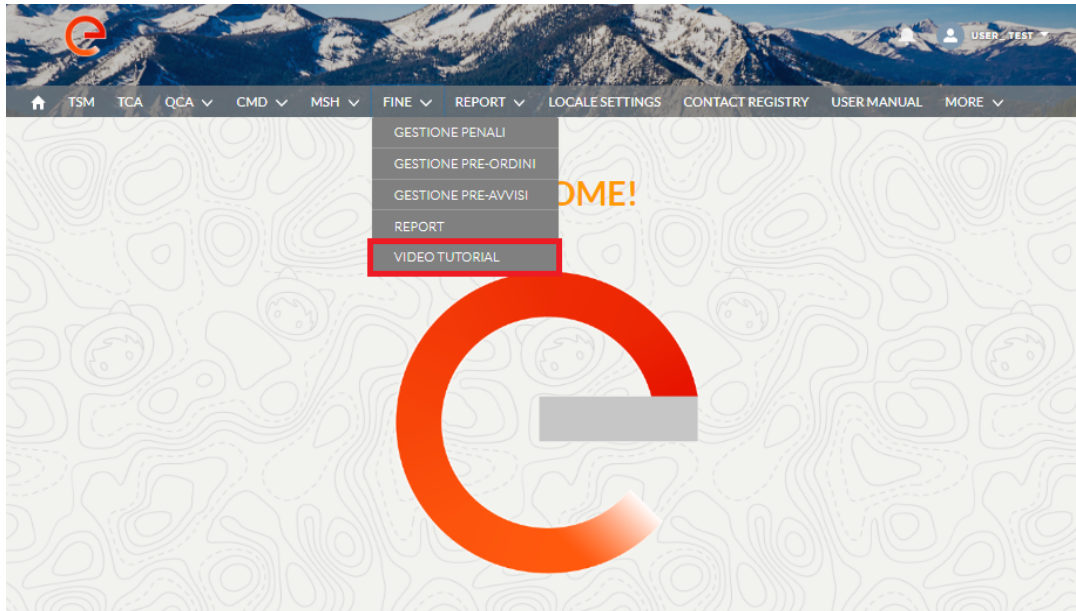 USER_TEST
TSM TCA QCA CMD MSH FINE REPORT LOCALE SETTINGS CONTACT REGISTRY USER MANUAL MORE
GESTIONE PENALI
GESTIONE PRE-ORDINI
GESTIONE PRE-AVVISI
OME!
REPORT
VIDEO TUTORIAL